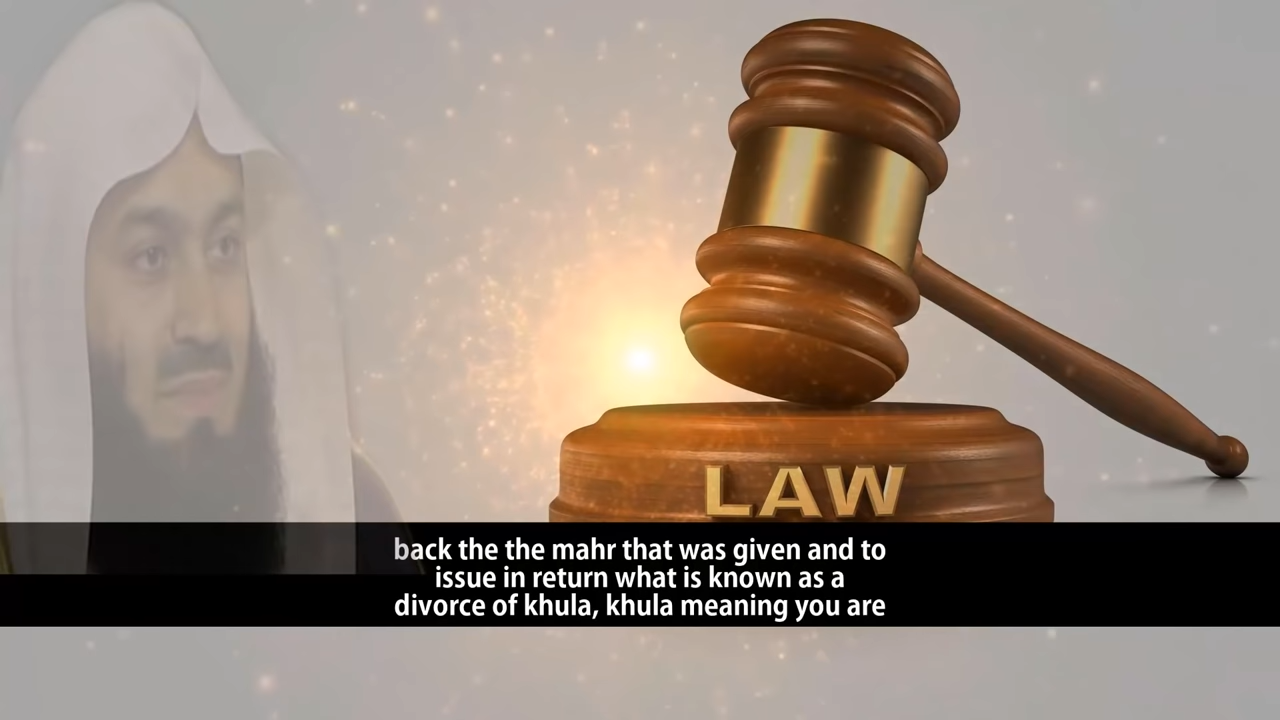 LAW
back the the mahr that was given and to
issue in return what is known as a
divorce of khula, khula meaning you are